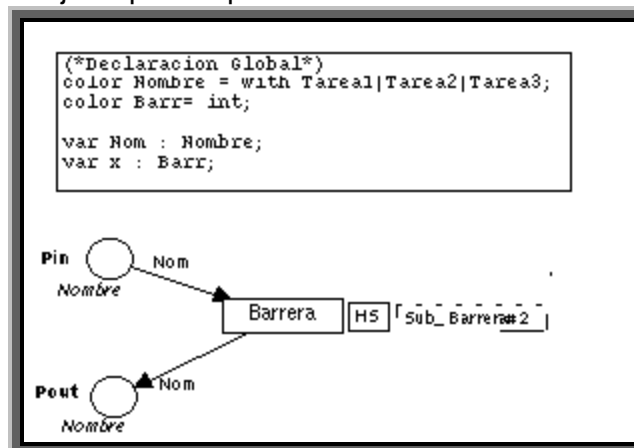 (*Declaracion Global*)
color Nombre = with Tarea1|Tarea2|Tarea3;
color Barr= int;
var Nom : Nombre;
var x : Barr;
Pin
Nom
Nombre
Barrera
HS
Sub_Barrera#2
Nom
Pout
Nombre